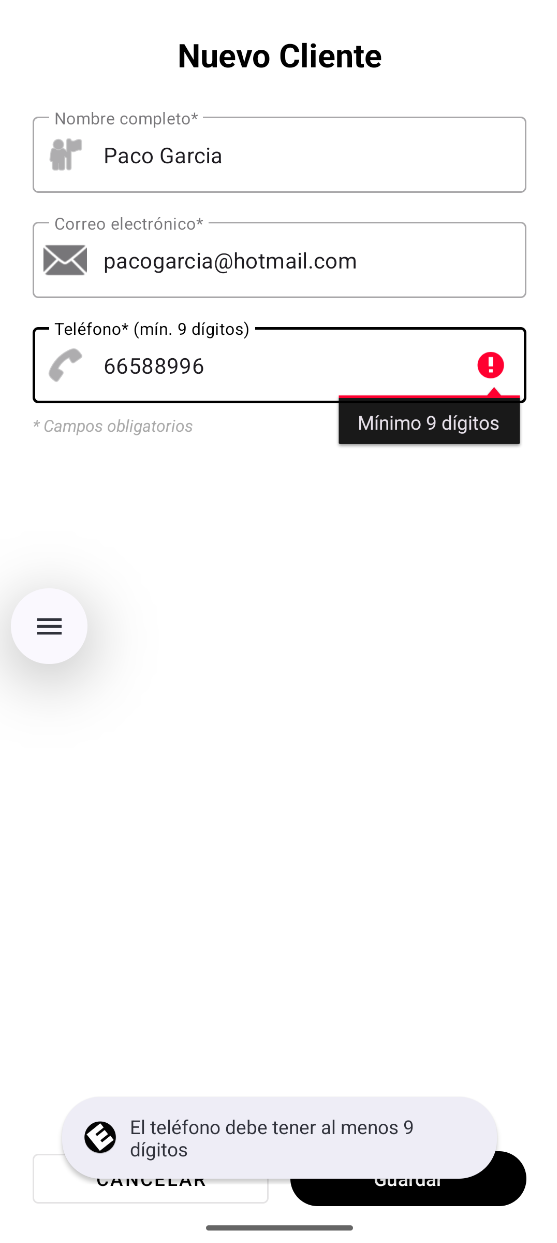 Nuevo Cliente
Nombre completo*
Paco Garcia
Correo electrónico*
pacogarcia@hotmail.com
Teléfono* (mín. 9 dígitos)
66588996
* Campos obligatorios
Mínimo 9 dígitos
El teléfono debe tener al menos 9
dígitos
CANCELAR
Guardar